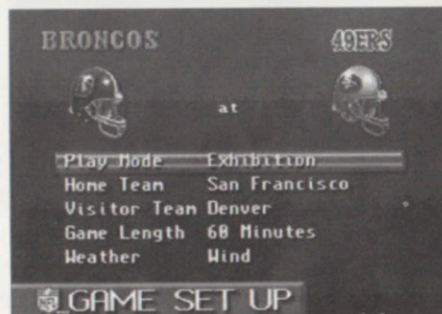 BRONCOS 49ERS
at
Play Mode Exhibition
Home Team San Francisco
Visitor Team Denver
Game Length 60 Minutes
Weather Wind
GAME SET UP